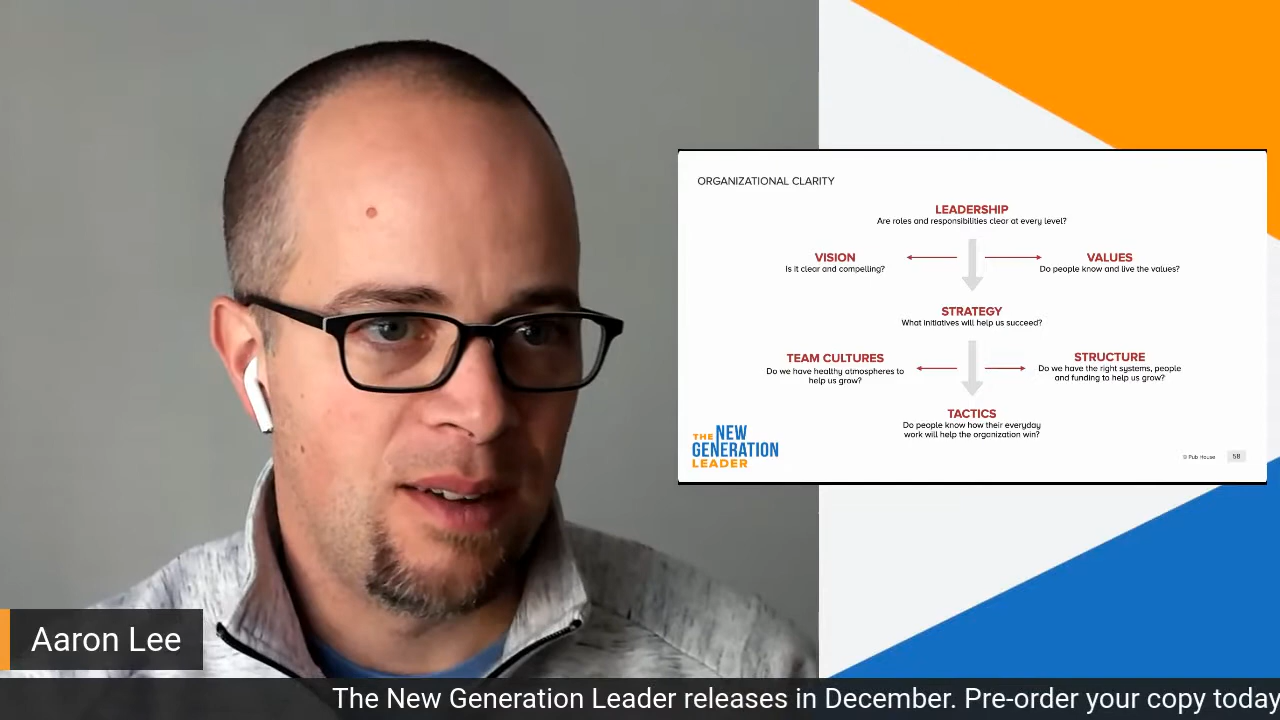 ORGANIZATIONAL CLARITY
LEADERSHIP
Are roles and responsibilities clear at every level?
VISION
Is it clear and compelling?
VALUES
Do people know and live the values?
STRATEGY
What initiatives will help us succeed?
TEAM CULTURES
Do we have healthy atmospheres to
help us grow?
STRUCTURE
Do we have the right systems, people
and funding to help us grow?
TACTICS
Do people know how their everyday
work will help the organization win?
THE NEW
GENERATION
LEADER
© Pub House 58
Aaron Lee
The New Generation Leader releases in December. Pre-order your copy today